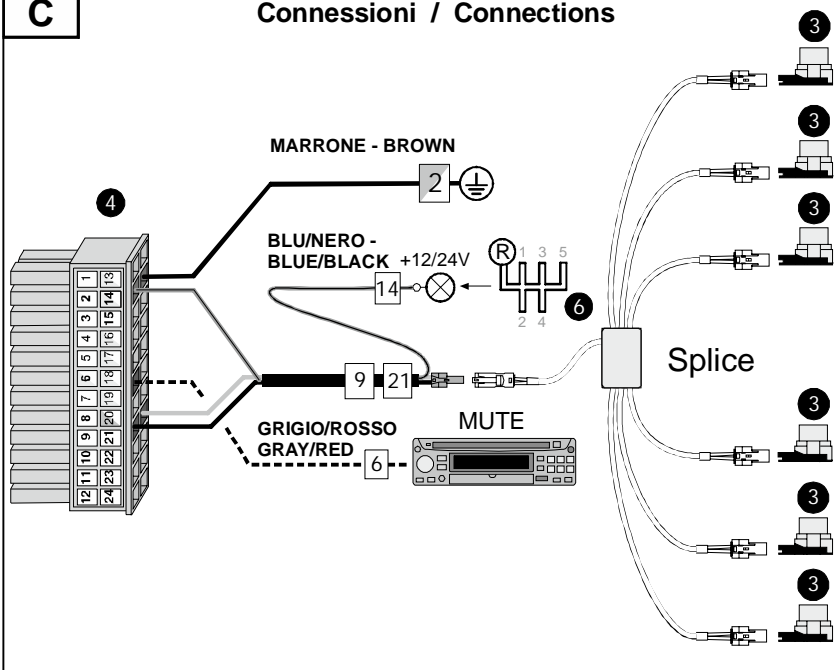 C
Connessioni / Connections
3
3
3
MARRONE - BROWN
2
4
BLU/NERO -
BLUE/BLACK
+12/24V
14
R
1 3 5
2 4
6
1 13
2 14
3 15
4 16
5 17
6 18
7 19
8 20
9 21
10 22
11 23
12 24
9
21
Splice
GRIGIO/ROSSO
GRAY/RED
6
MUTE
3
3
3